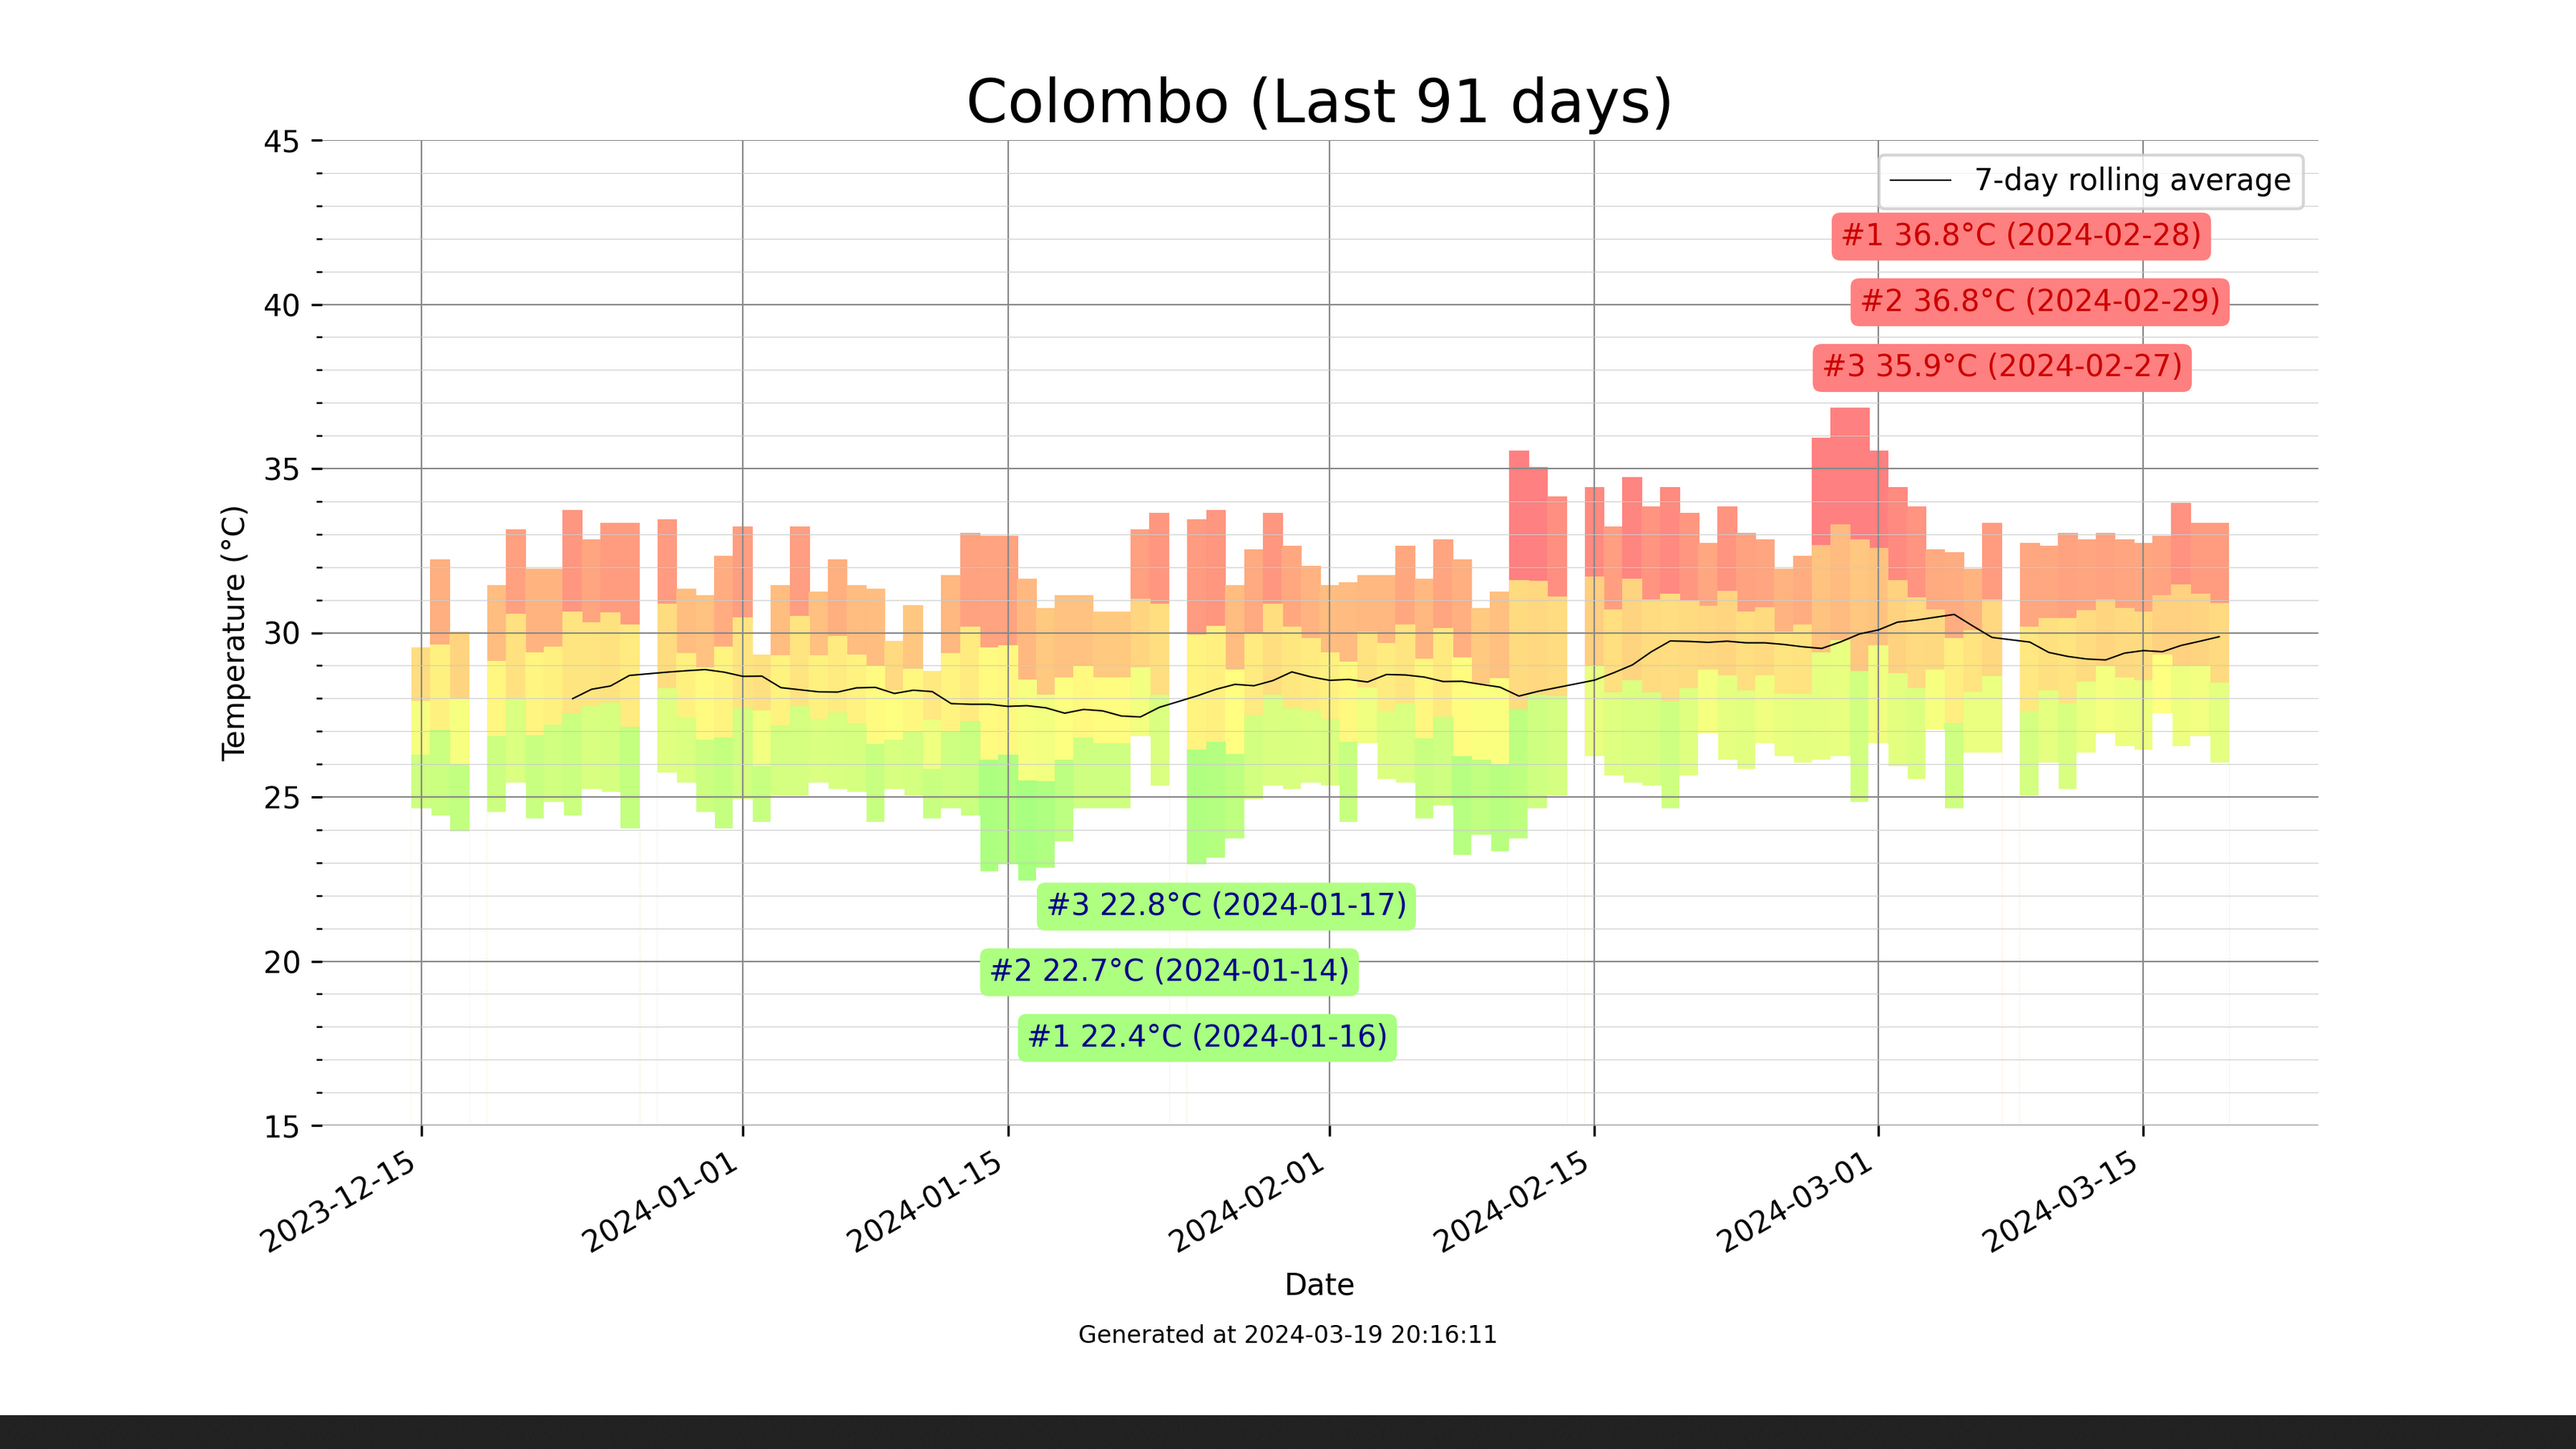 Colombo (Last 91 days)
7-day rolling average
#1 36.8°C (2024-02-28)
#2 36.8°C (2024-02-29)
#3 35.9°C (2024-02-27)
#3 22.8°C (2024-01-17)
#2 22.7°C (2024-01-14)
#1 22.4°C (2024-01-16)
Temperature (°C)
45
40
35
30
25
20
15
2023-12-15
2024-01-01
2024-01-15
2024-02-01
2024-02-15
2024-03-01
2024-03-15
Date
Generated at 2024-03-19 20:16:11